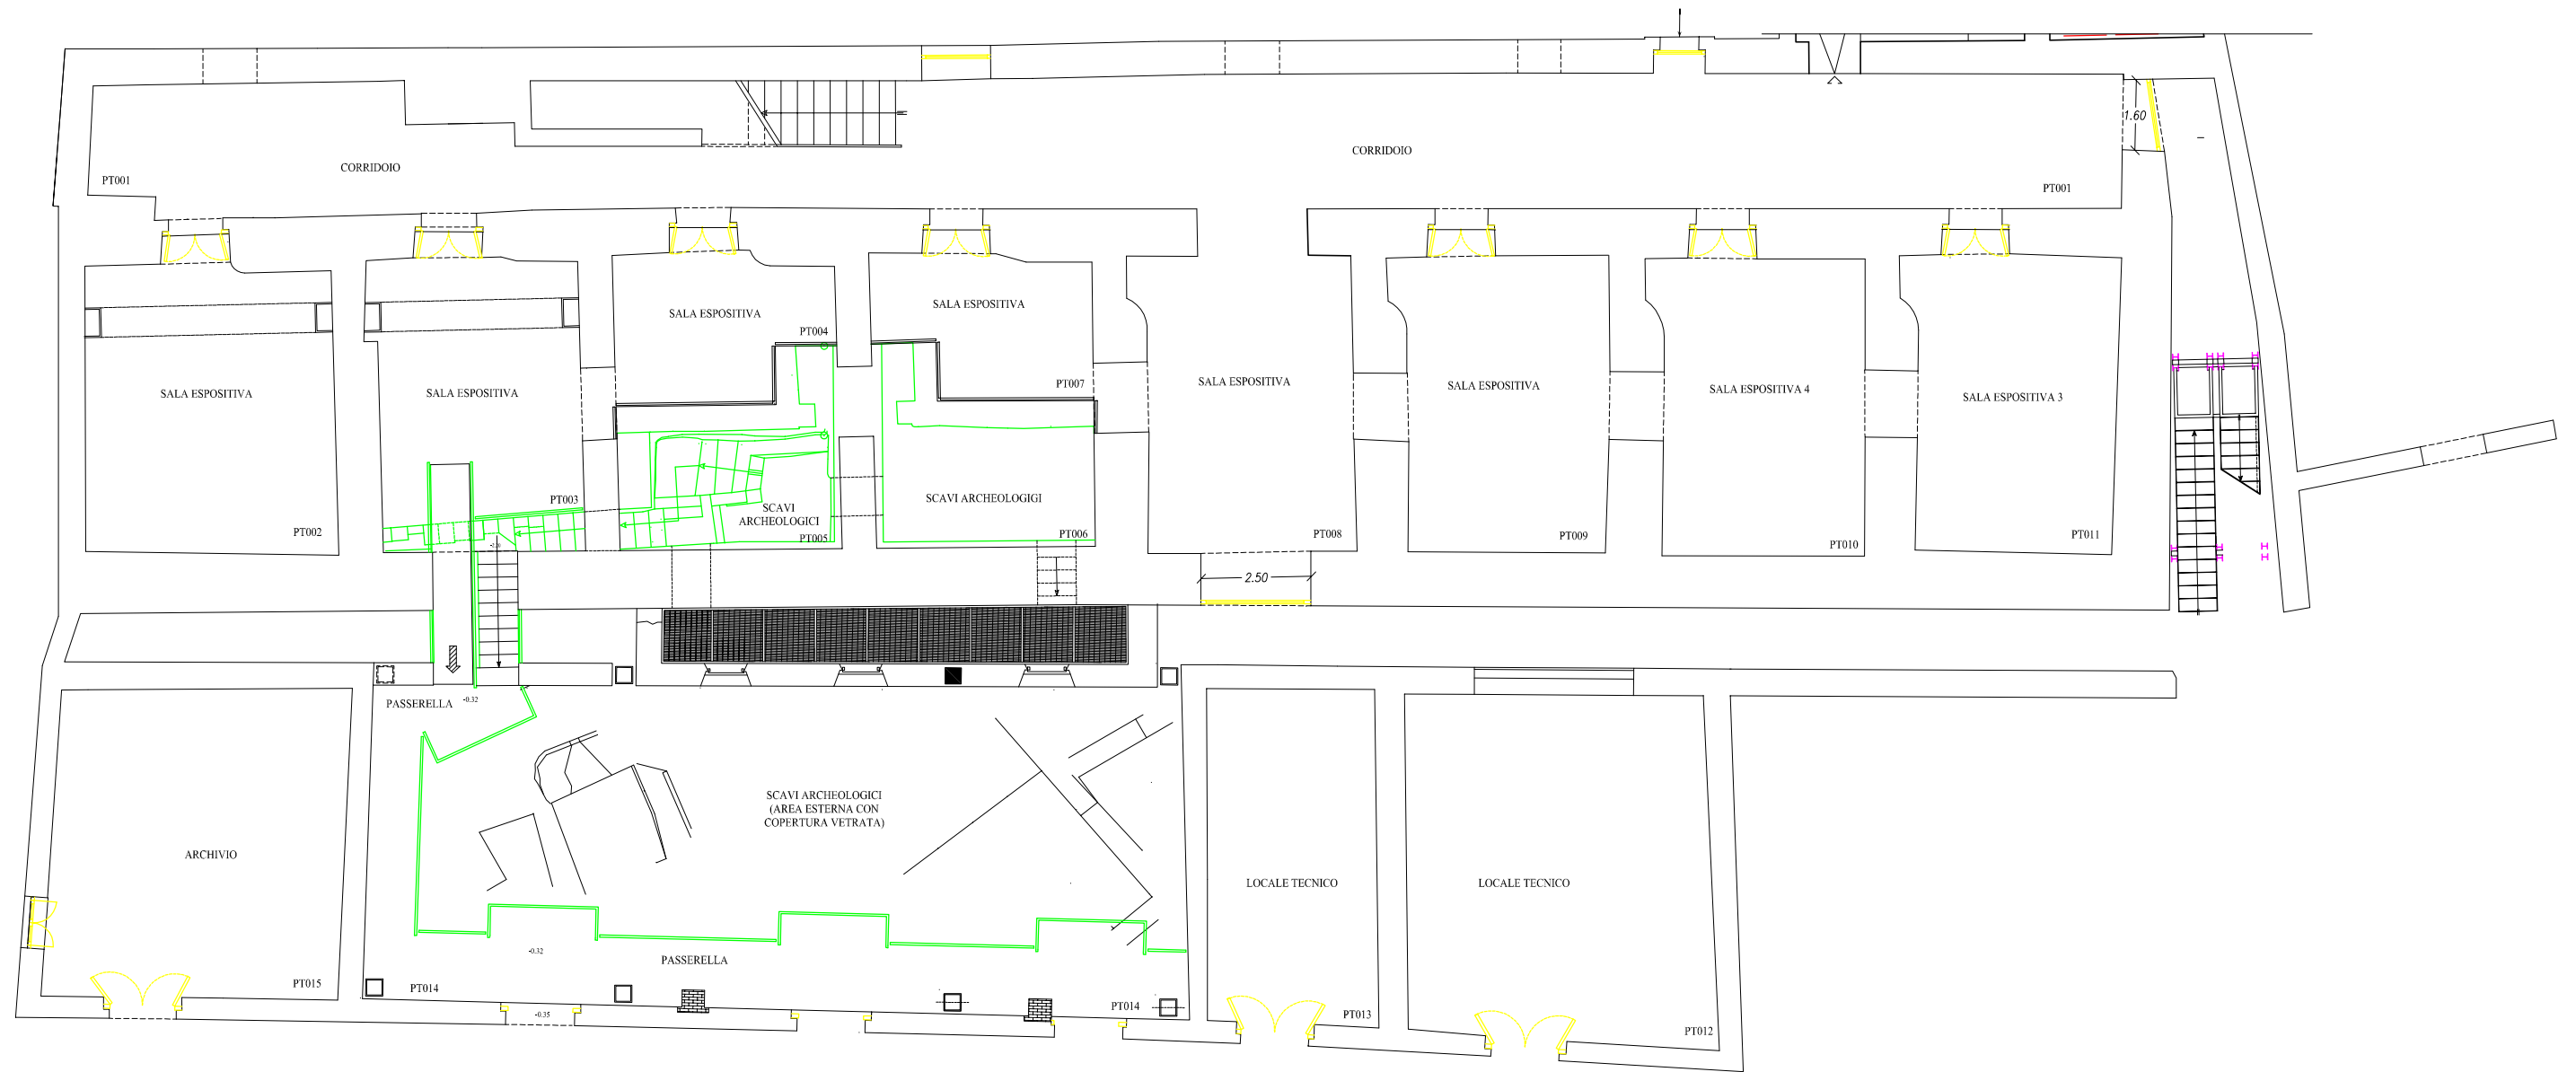 1.60
CORRIDOIO
CORRIDOIO
PT001
PT001
SALA ESPOSITIVA
SALA ESPOSITIVA
PT004
PT007
SALA ESPOSITIVA
SALA ESPOSITIVA
SALA ESPOSITIVA
SALA ESPOSITIVA
SALA ESPOSITIVA 4
SALA ESPOSITIVA 3
PT003
SCAVI
ARCHEOLOGICI
SCAVI ARCHEOLOGIGI
PT002
PT005
PT006
PT008
PT009
PT010
PT011
2.50
PASSERELLA
-0.32
SCAVI ARCHEOLOGICI
(AREA ESTERNA CON
COPERTURA VETRATA)
ARCHIVIO
LOCALE TECNICO
LOCALE TECNICO
-0.32
PASSERELLA
PT015
PT014
PT014
PT013
PT012
-0.35